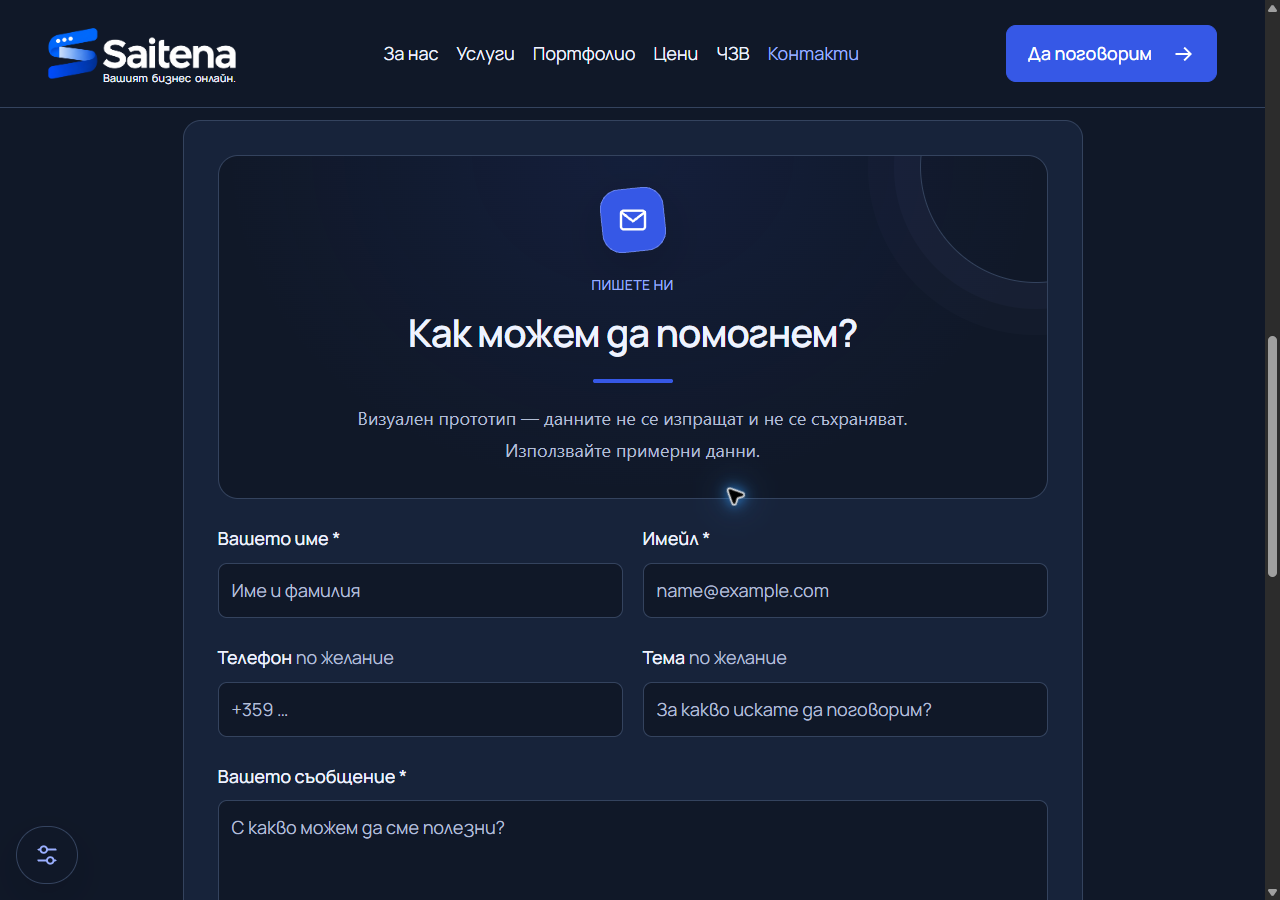 Saitena
Вашият бизнес онлайн.
За нас Услуги Портфолио Цени ЧЗВ Контакти
Да поговорим
ПИШЕТЕ НИ
Как можем да помогнем?
Визуален прототип — данните не се изпращат и не се съхраняват.
Използвайте примерни данни.
Вашето име * Имейл *
Име и фамилия name@example.com
Телефон по желание Тема по желание
+359 ... За какво искате да поговорим?
Вашето съобщение *
С какво можем да сме полезни?